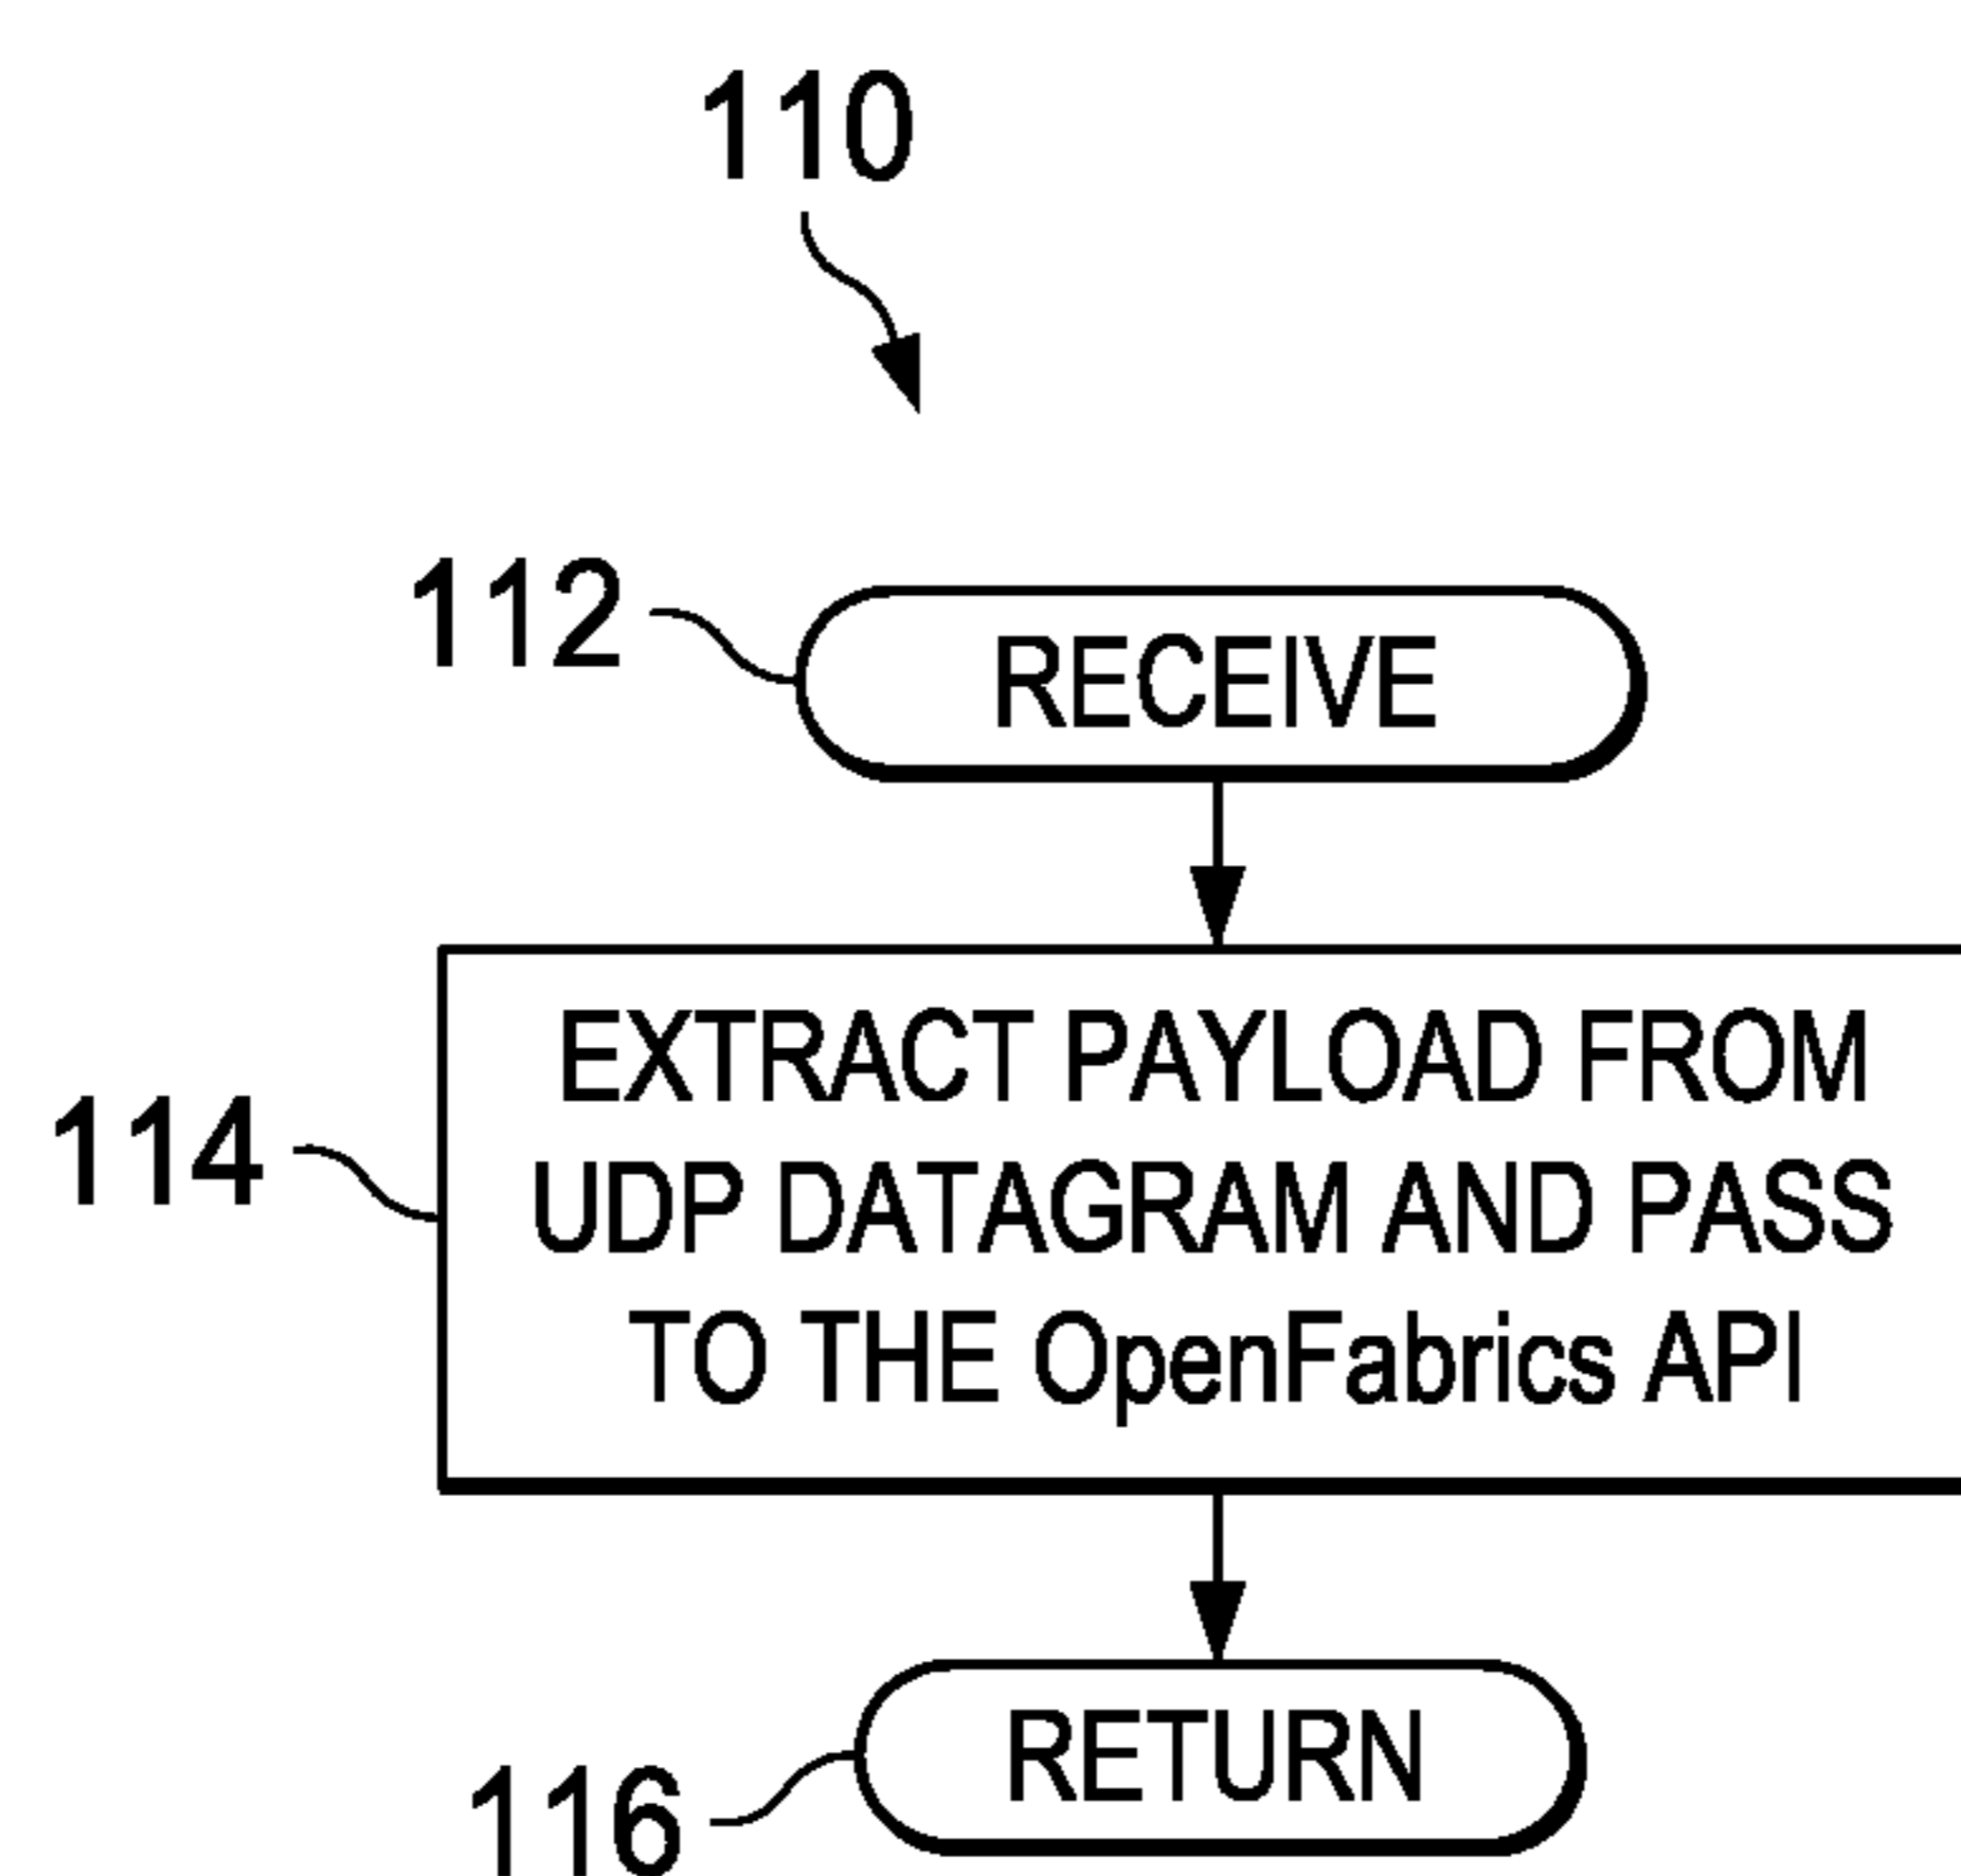 110
112
RECEIVE
EXTRACT PAYLOAD FROM
114
UDP DATAGRAM AND PASS
TO THE OpenFabrics API
RETURN
116